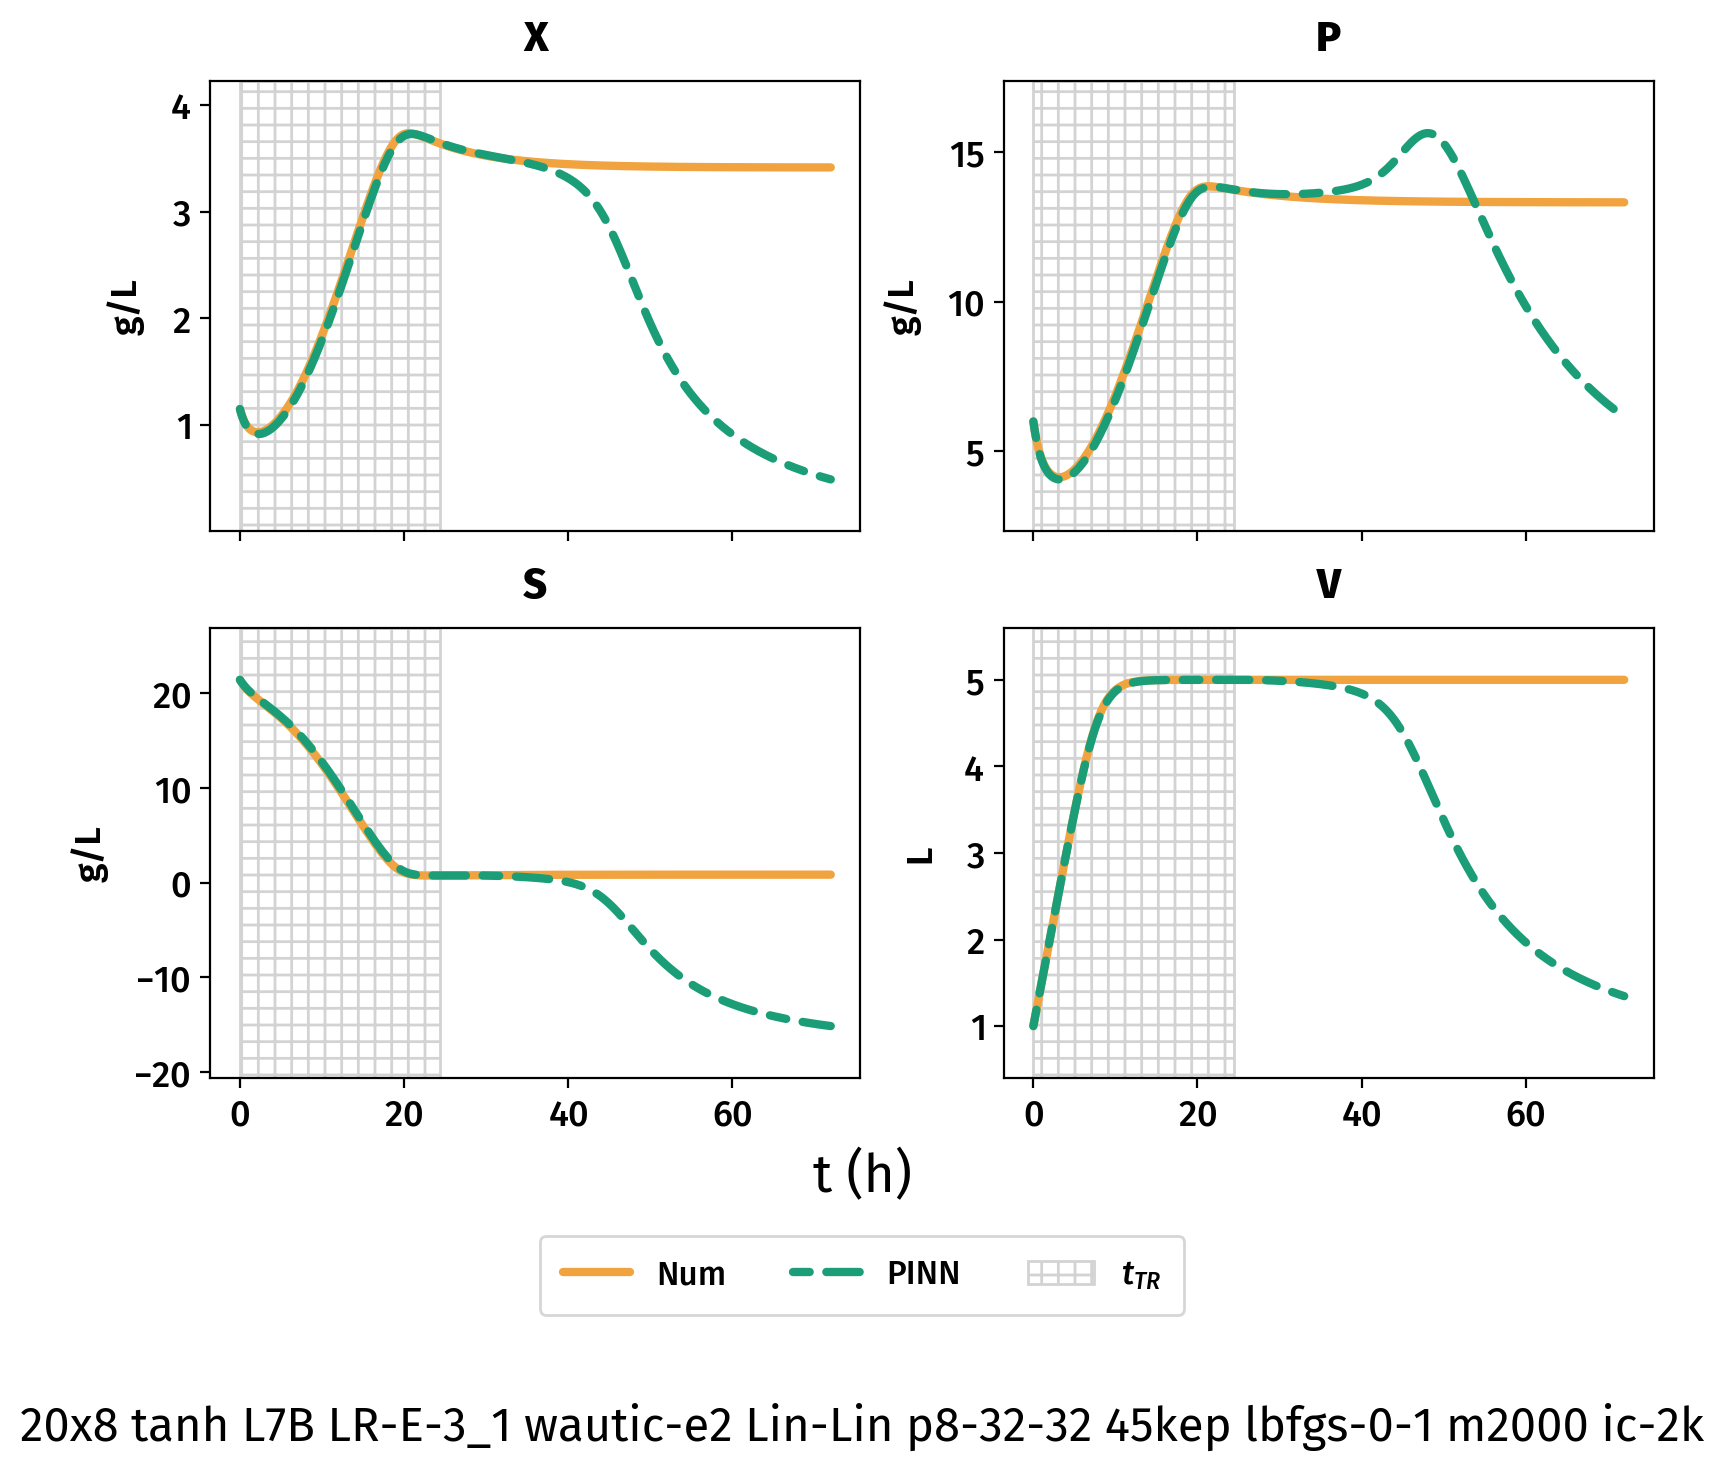 X
P
4
3
2
1
g/L
15
10
5
g/L
S
V
20
10
0
−10
−20
g/L
5
4
3
2
1
L
0 20 40 60
0 20 40 60
t (h)
Num PINN tTR
20x8 tanh L7B LR-E-3_1 wautic-e2 Lin-Lin p8-32-32 45kep lbfgs-0-1 m2000 ic-2k